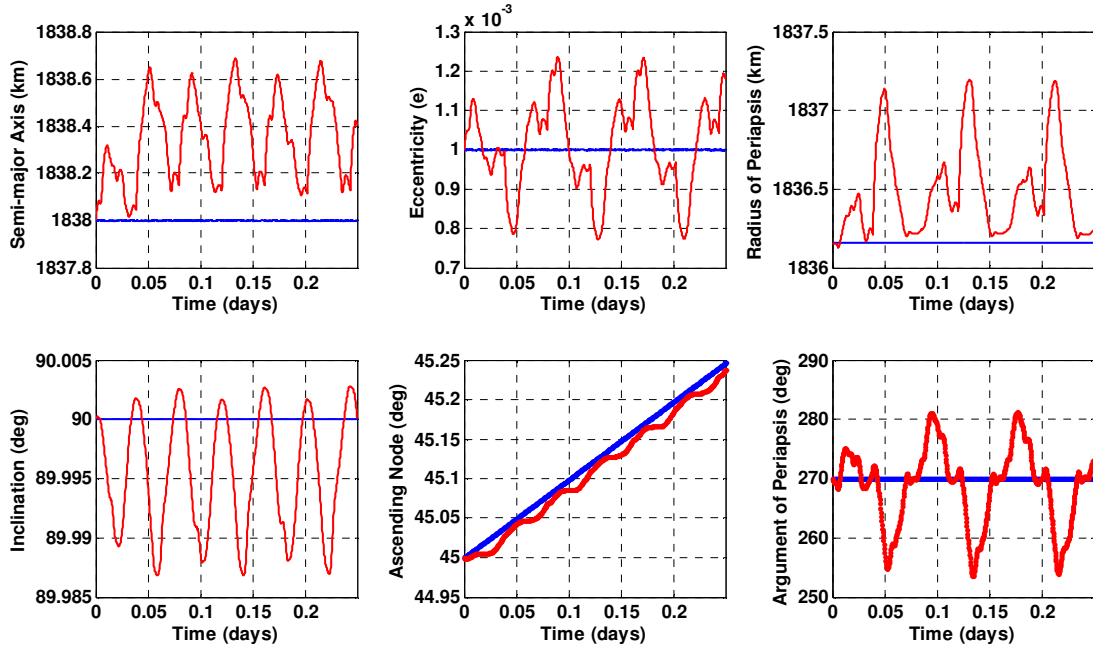 Semi-major Axis (km)
1838.8
1838.6
1838.4
1838.2
1838
1837.8
0 0.05 0.1 0.15 0.2
Time (days)
x 10^-3
Eccentricity (e)
1.3
1.2
1.1
1
0.9
0.8
0.7
0 0.05 0.1 0.15 0.2
Time (days)
Radius of Periapsis (km)
1837.5
1837
1836.5
1836
0 0.05 0.1 0.15 0.2
Time (days)
Inclination (deg)
90.005
90
89.995
89.99
89.985
0 0.05 0.1 0.15 0.2
Time (days)
Ascending Node (deg)
45.25
45.2
45.15
45.1
45.05
45
44.95
0 0.05 0.1 0.15 0.2
Time (days)
Argument of Periapsis (deg)
290
280
270
260
250
0 0.05 0.1 0.15 0.2
Time (days)